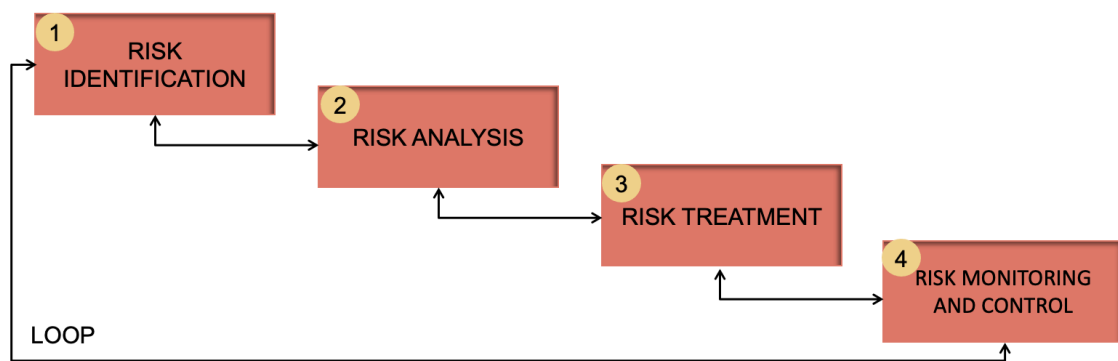 1
RISK
IDENTIFICATION
2
RISK ANALYSIS
3
RISK TREATMENT
4
RISK MONITORING
AND CONTROL
LOOP